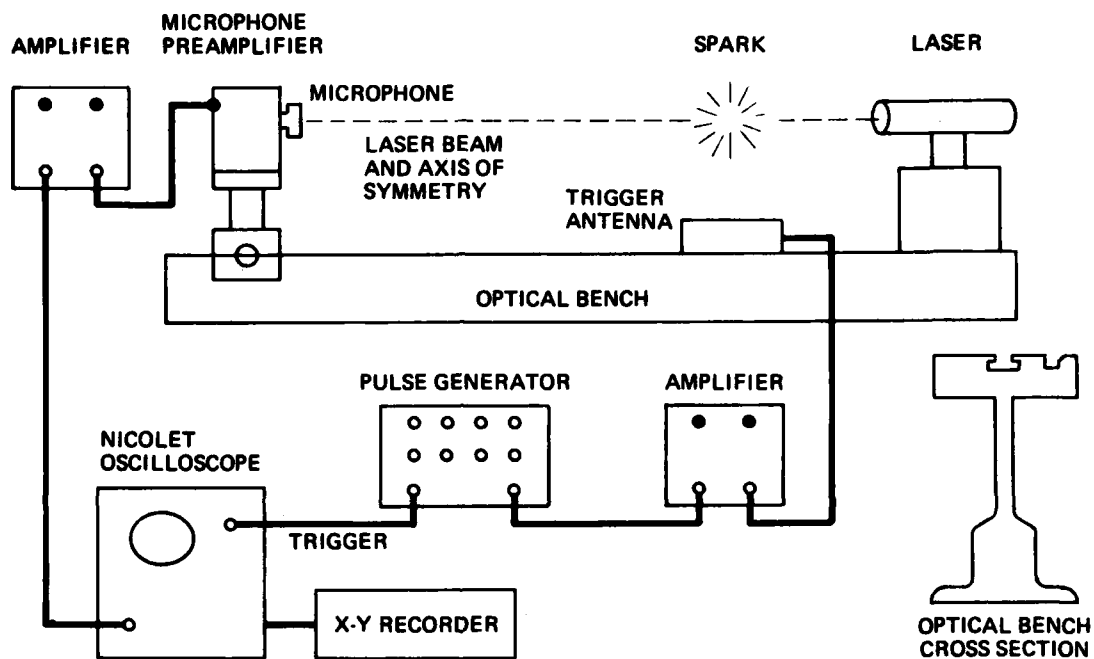 AMPLIFIER
MICROPHONE
PREAMPLIFIER
SPARK
LASER
MICROPHONE
LASER BEAM
AND AXIS OF
SYMMETRY
TRIGGER
ANTENNA
OPTICAL BENCH
PULSE GENERATOR
AMPLIFIER
NICOLET
OSCILLOSCOPE
TRIGGER
X-Y RECORDER
OPTICAL BENCH
CROSS SECTION